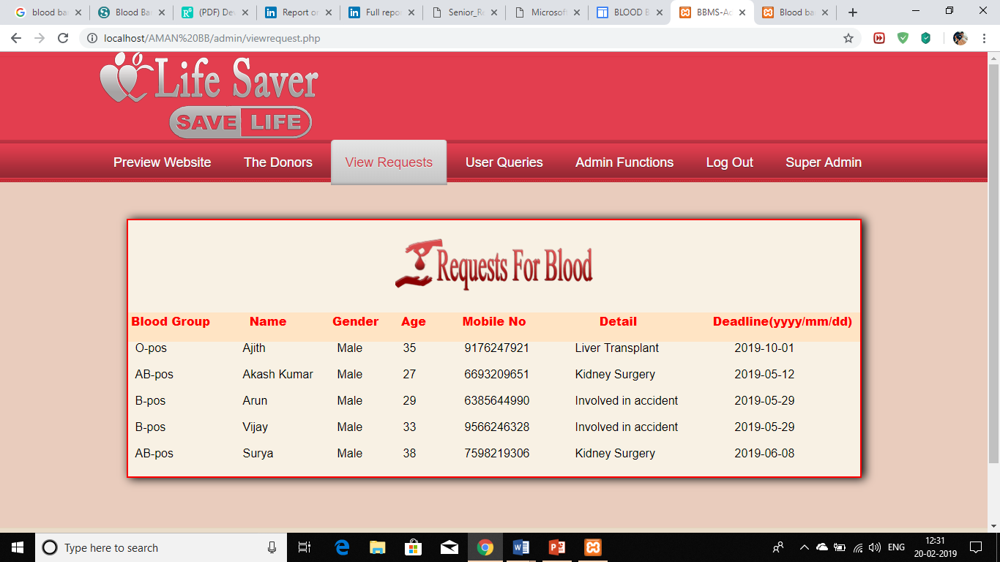 blood ba
Blood Ba
(PDF) De
Report o
Full repo
Senior_R
Microsof
BLOOD B
BBMS-Ac
Blood ba
localhost/AMAN%20BB/admin/viewrequest.php
Life Saver
SAVE LIFE
Preview Website The Donors View Requests User Queries Admin Functions Log Out Super Admin
Requests For Blood
Blood Group Name Gender Age Mobile No Detail Deadline(yyyy/mm/dd)
O-pos Ajith Male 35 9176247921 Liver Transplant 2019-10-01
AB-pos Akash Kumar Male 27 6693209651 Kidney Surgery 2019-05-12
B-pos Arun Male 29 6385644990 Involved in accident 2019-05-29
B-pos Vijay Male 33 9566246328 Involved in accident 2019-05-29
AB-pos Surya Male 38 7598219306 Kidney Surgery 2019-06-08
Type here to search
ENG
12:31
20-02-2019